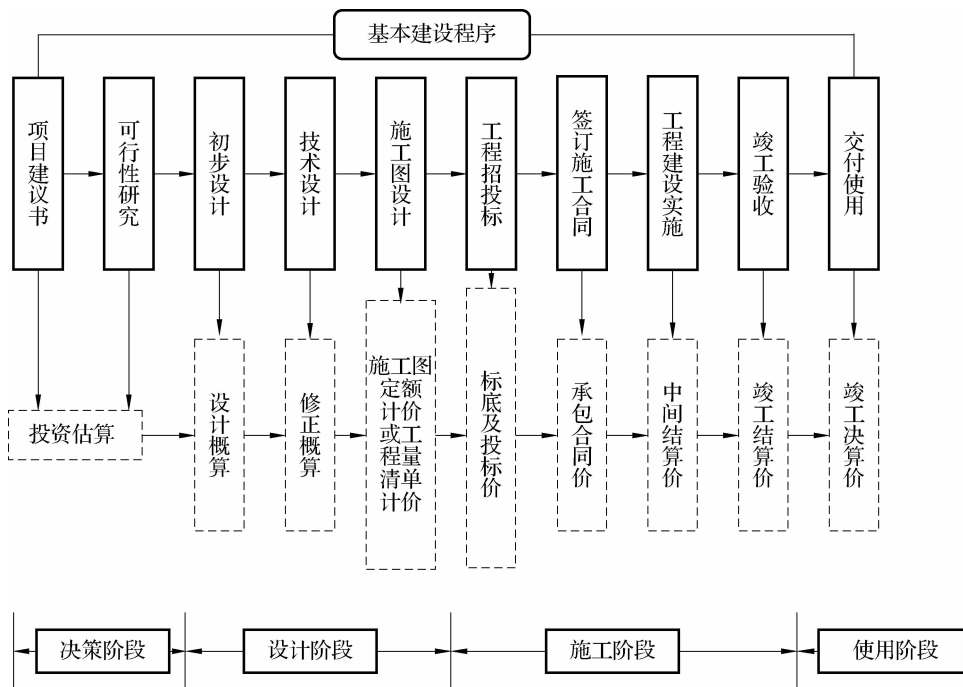 基本建设程序
项目建议书
可行性研究
初步设计
技术设计
施工图设计
工程招投标
签订施工合同
工程建设实施
竣工验收
交付使用
投资估算
设计概算
修正概算
施工图
定额
计价
或工
程量
清单
计价
标底及投标价
承包合同价
中间结算价
竣工结算价
竣工决算价
决策阶段
设计阶段
施工阶段
使用阶段